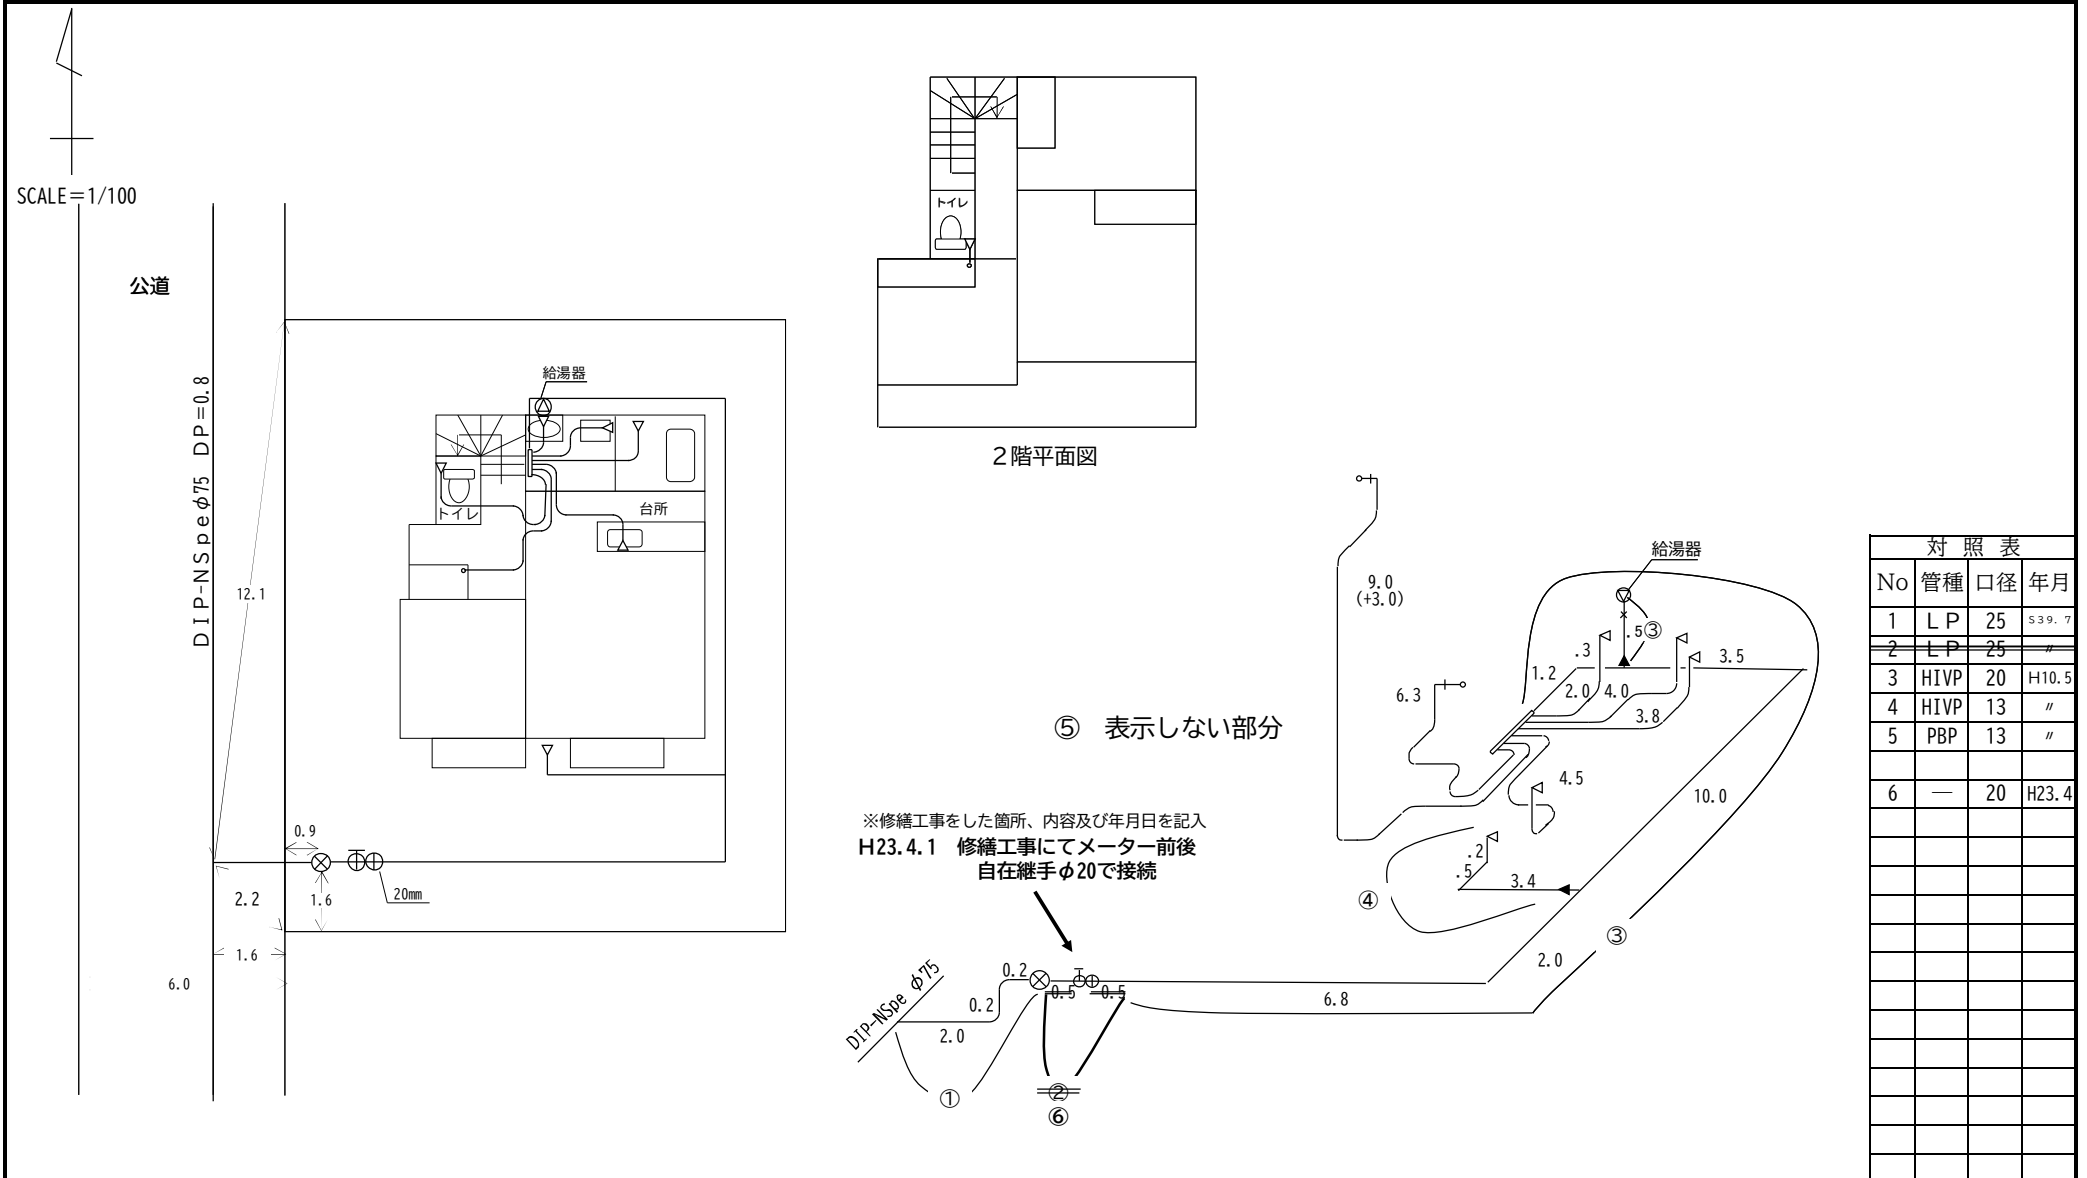 SCALE＝1/100
公道
ＤＩＰ-ＮＳｐｅφ75　ＤＰ＝0.8
12.1
0.9
2.2
1.6
1.6
6.0
20mm
給湯器
トイレ
台所
トイレ
２階平面図
⑤　表示しない部分
※修繕工事をした箇所、内容及び年月日を記入
H23.4.1　修繕工事にてメーター前後
自在継手φ20で接続
9.0
(+3.0)
6.3
給湯器
.5
③
.3
1.2
2.0
4.0
3.5
3.8
4.5
10.0
.2
.5
3.4
④
③
2.0
6.8
DIP-NSpe φ75
0.2
0.2
2.0
0.5
0.5
①
②
⑥
対　照　表
No 管種 口径 年月
1 ＬＰ 25 S39. 7
2 ＬＰ 25 〃
3 HIVP 20 H10.5
4 HIVP 13 〃
5 PBP 13 〃
6 ― 20 H23.4